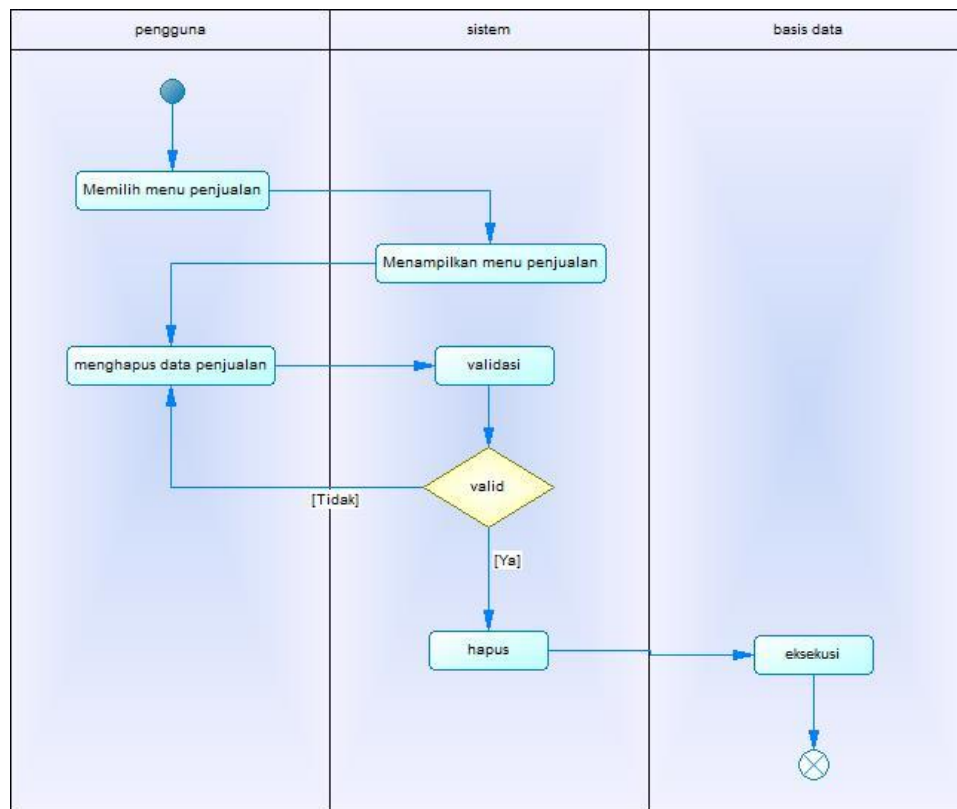 pengguna
sistem
basis data
Memilih menu penjualan
Menampilkan menu penjualan
menghapus data penjualan
validasi
valid
[Tidak]
[Ya]
hapus
eksekusi